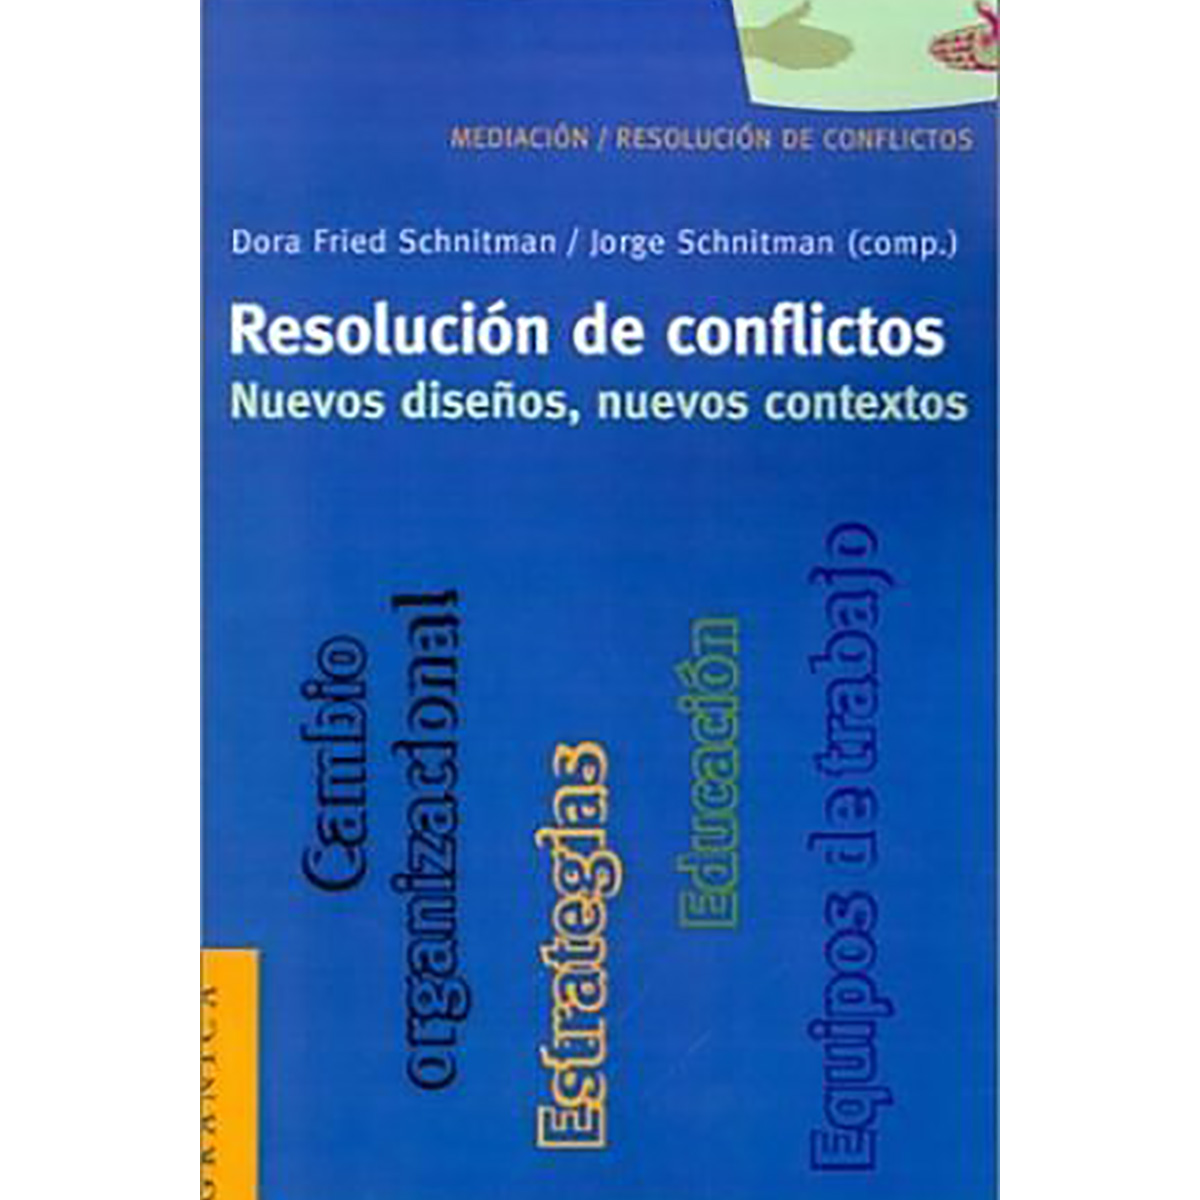 MEDIACIÓN / RESOLUCIÓN DE CONFLICTOS
Dora Fried Schnitman / Jorge Schnitman (comp.)
Resolución de conflictos
Nuevos diseños, nuevos contextos
Cambio
organizacional
Estrategias
Educación
Equipos de trabajo
GRANICA